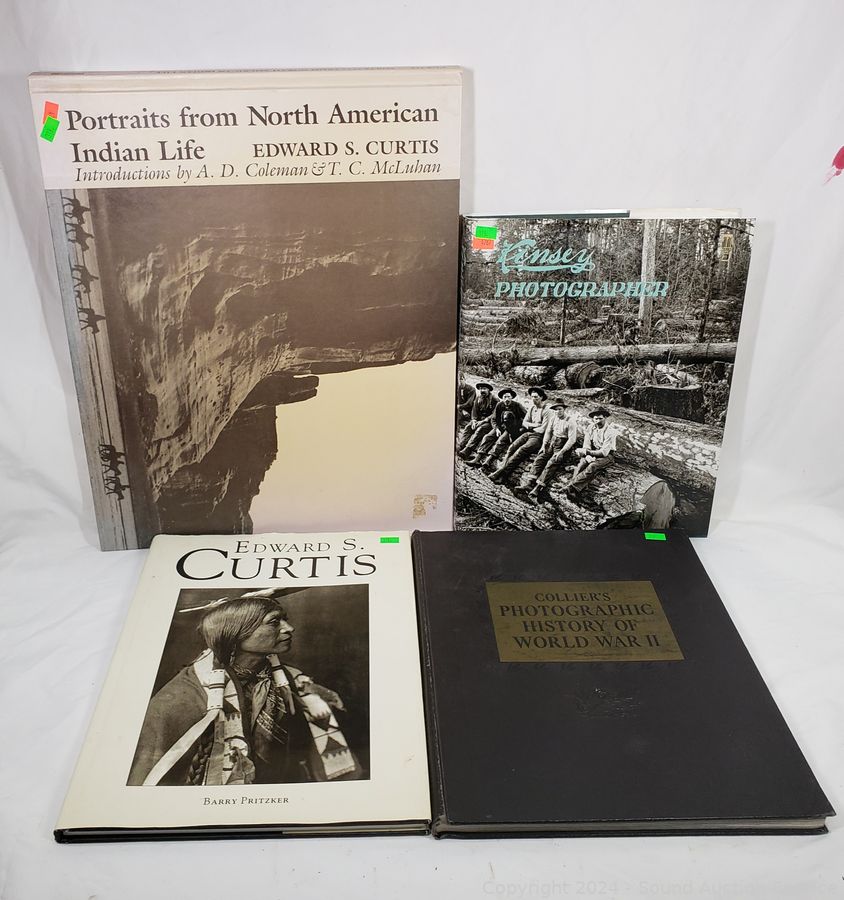 Portraits from North American
Indian Life EDWARD S. CURTIS
Introductions by A. D. Coleman & T. C. McLuhan
Kinsey
PHOTOGRAPHER
EDWARD S.
CURTIS
BARRY PRITZKER
COLLIER'S
PHOTOGRAPHIC
HISTORY OF
WORLD WAR II
Copyright 2024 - Sound Auction Service